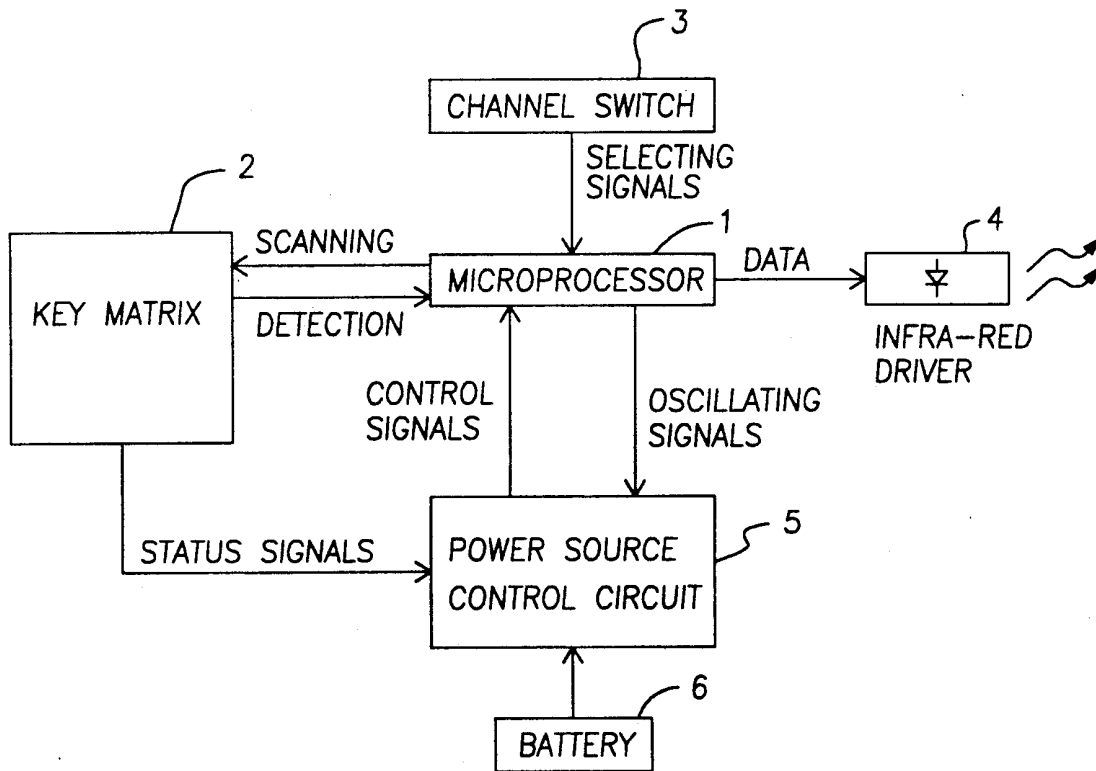 3
CHANNEL SWITCH
SELECTING
SIGNALS
2
1
4
SCANNING
MICROPROCESSOR
DATA
KEY MATRIX
DETECTION
INFRA-RED
DRIVER
CONTROL
SIGNALS
OSCILLATING
SIGNALS
5
STATUS SIGNALS
POWER SOURCE
CONTROL CIRCUIT
6
BATTERY